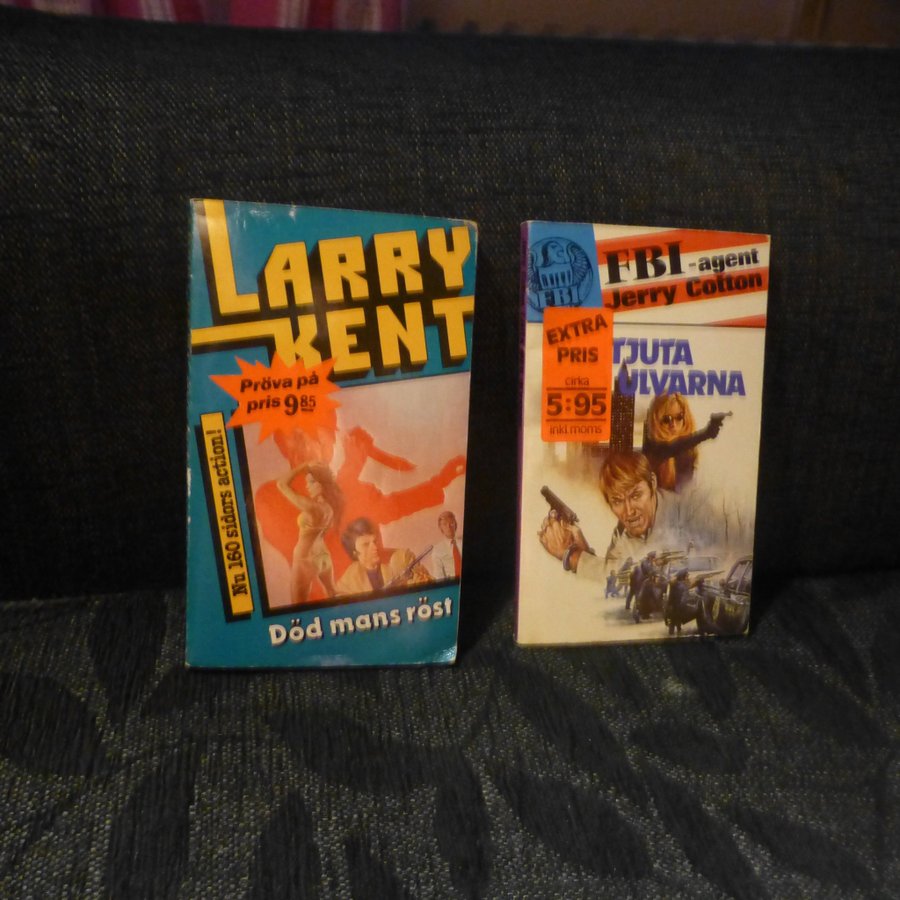 LARRY
KENT
Pröva på
pris 9 85
Nu 160 sidors action!
Död mans röst
FBI
FBI-agent
Jerry Cotton
EXTRA
PRIS
cirka
5:95
inkl. moms
TJUTA
ULVARNA